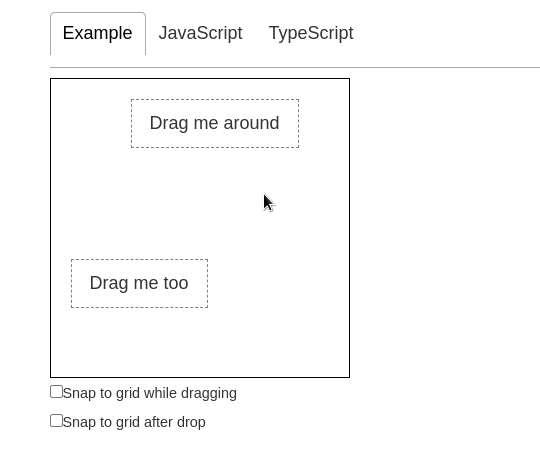 Example JavaScript TypeScript
Drag me around
Drag me too
Snap to grid while dragging
Snap to grid after drop